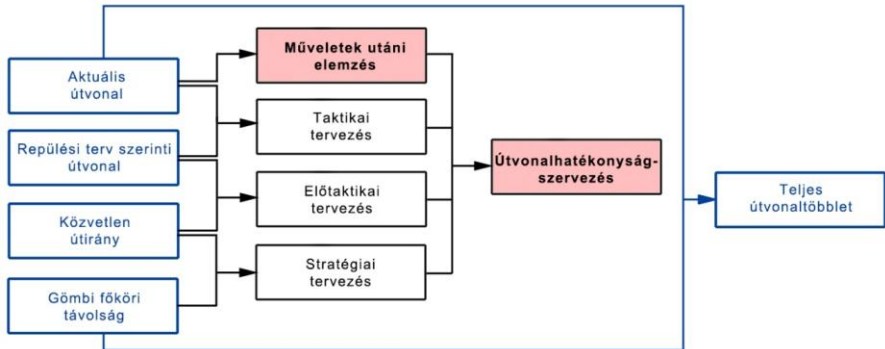 Aktuális
útvonal
Repülési terv szerinti
útvonal
Közvetlen
útirány
Gömbi főköri
távolság
Műveletek utáni
elemzés
Taktikai
tervezés
Előtaktikai
tervezés
Stratégiai
tervezés
Útvonalhatékonyság-
szervezés
Teljes
útvonaltöbblet